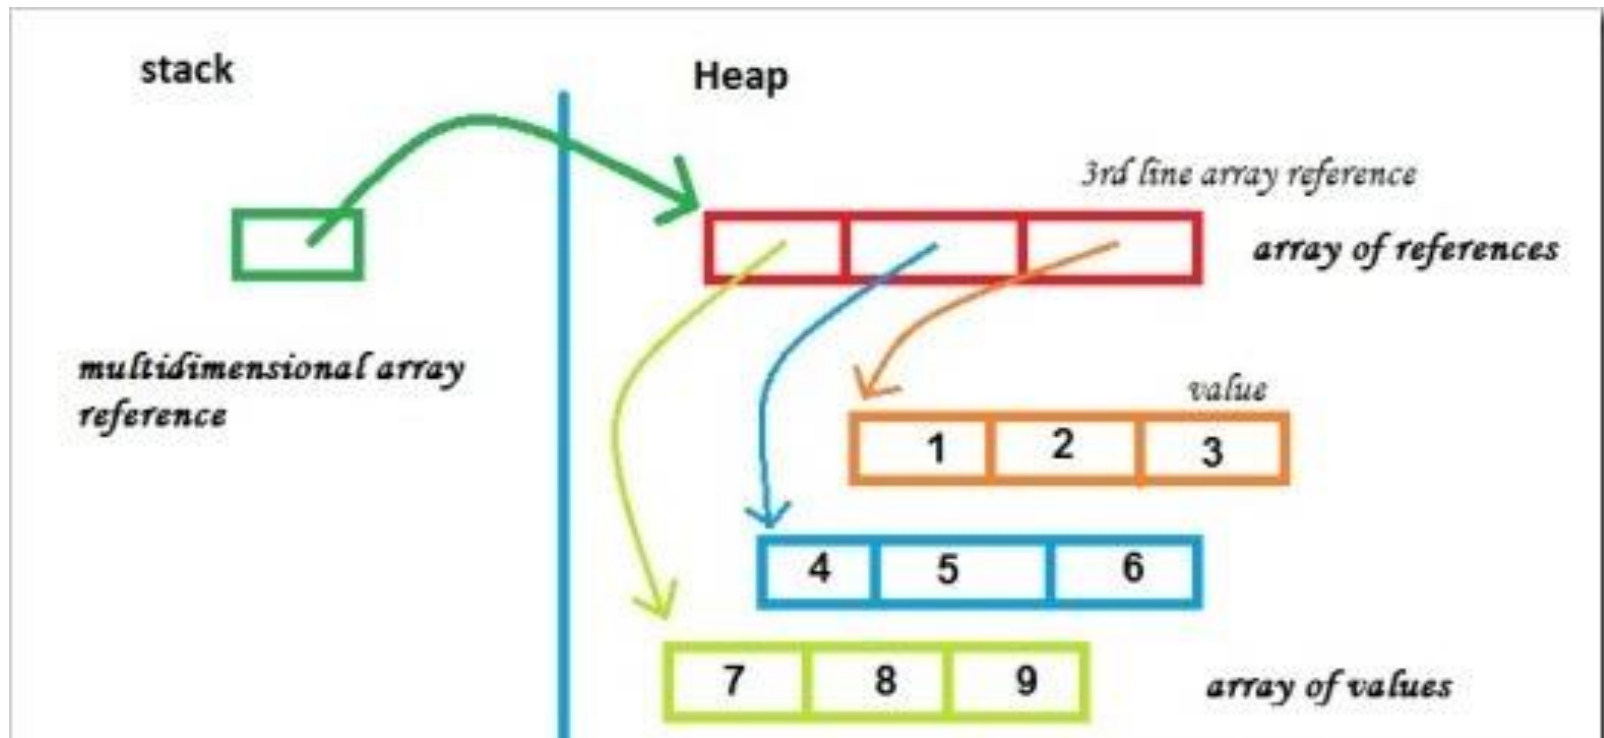 stack
Heap
3rd line array reference
array of references
multidimensional array
reference
value
1 2 3
4 5 6
7 8 9
array of values